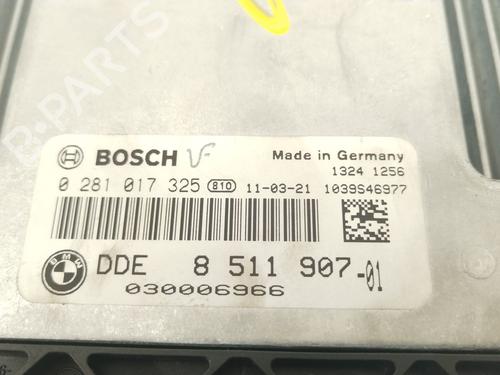 BOSCH
Made in Germany
1324 1256
0 281 017 325 810 11-03-21 1039S46977
BMW DDE 8 511 907-01
030006966
B-PARTS